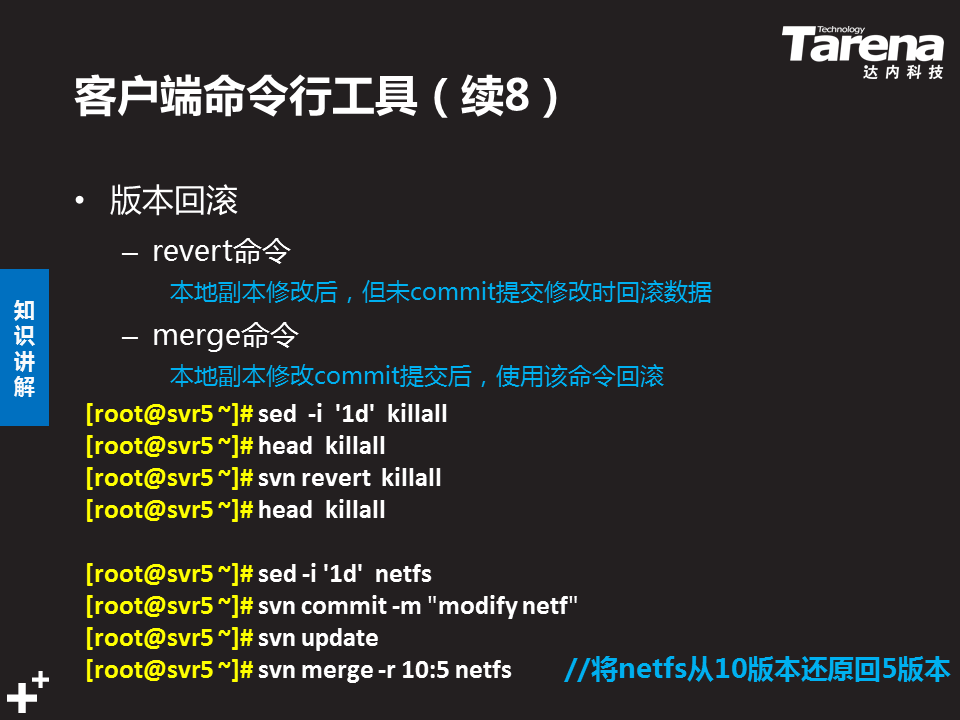 Technology
Tarena
达内科技
客户端命令行工具（续8）
• 版本回滚
– revert命令
本地副本修改后，但未commit提交修改时回滚数据
– merge命令
本地副本修改commit提交后，使用该命令回滚
知识讲解
[root@svr5 ~]# sed -i '1d' killall
[root@svr5 ~]# head killall
[root@svr5 ~]# svn revert killall
[root@svr5 ~]# head killall
[root@svr5 ~]# sed -i '1d' netfs
[root@svr5 ~]# svn commit -m "modify netf"
[root@svr5 ~]# svn update
[root@svr5 ~]# svn merge -r 10:5 netfs //将netfs从10版本还原回5版本